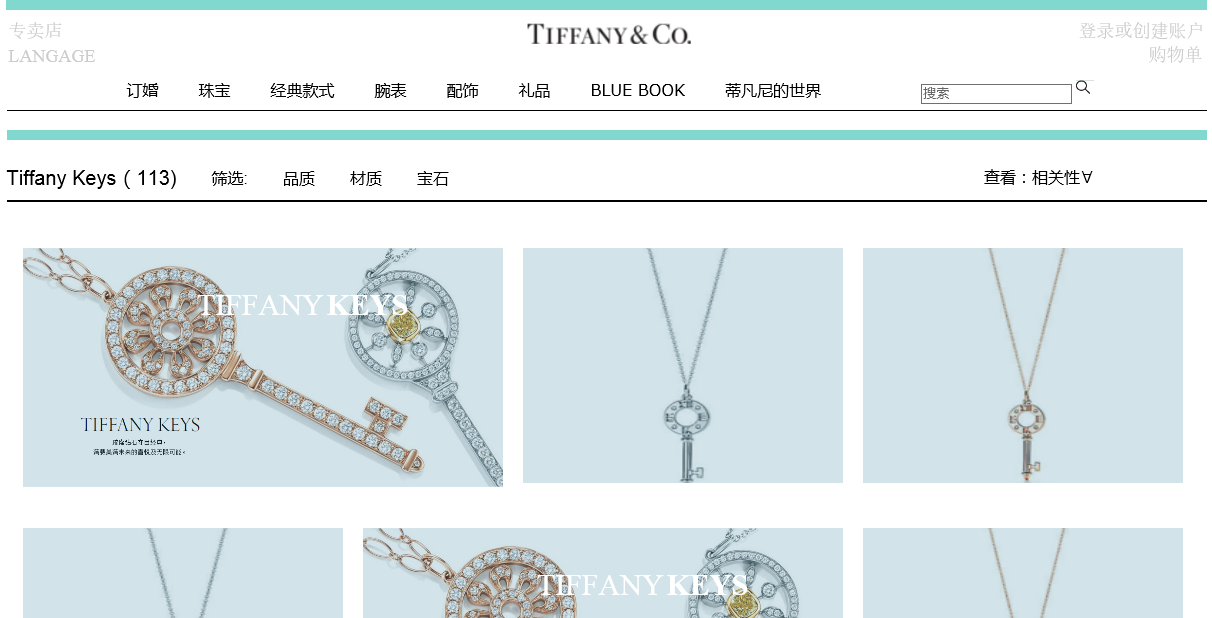 专卖店
TIFFANY & CO.
登录或创建账户
LANGAGE
购物单
订婚 珠宝 经典款式 腕表 配饰 礼品 BLUE BOOK 蒂凡尼的世界 搜索
Tiffany Keys ( 113) 筛选: 品质 材质 宝石 查看：相关性∀
TIFFANY KEYS
TIFFANY KEYS
TIFFANY KEYS